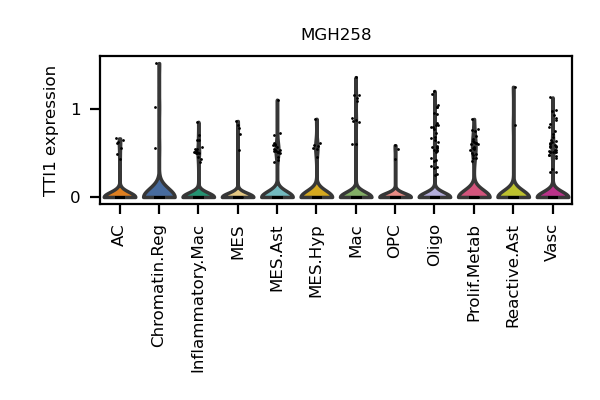 MGH258
TTI1 expression
1
0
AC
Chromatin.Reg
Inflammatory.Mac
MES
MES.Ast
MES.Hyp
Mac
OPC
Oligo
Prolif.Metab
Reactive.Ast
Vasc